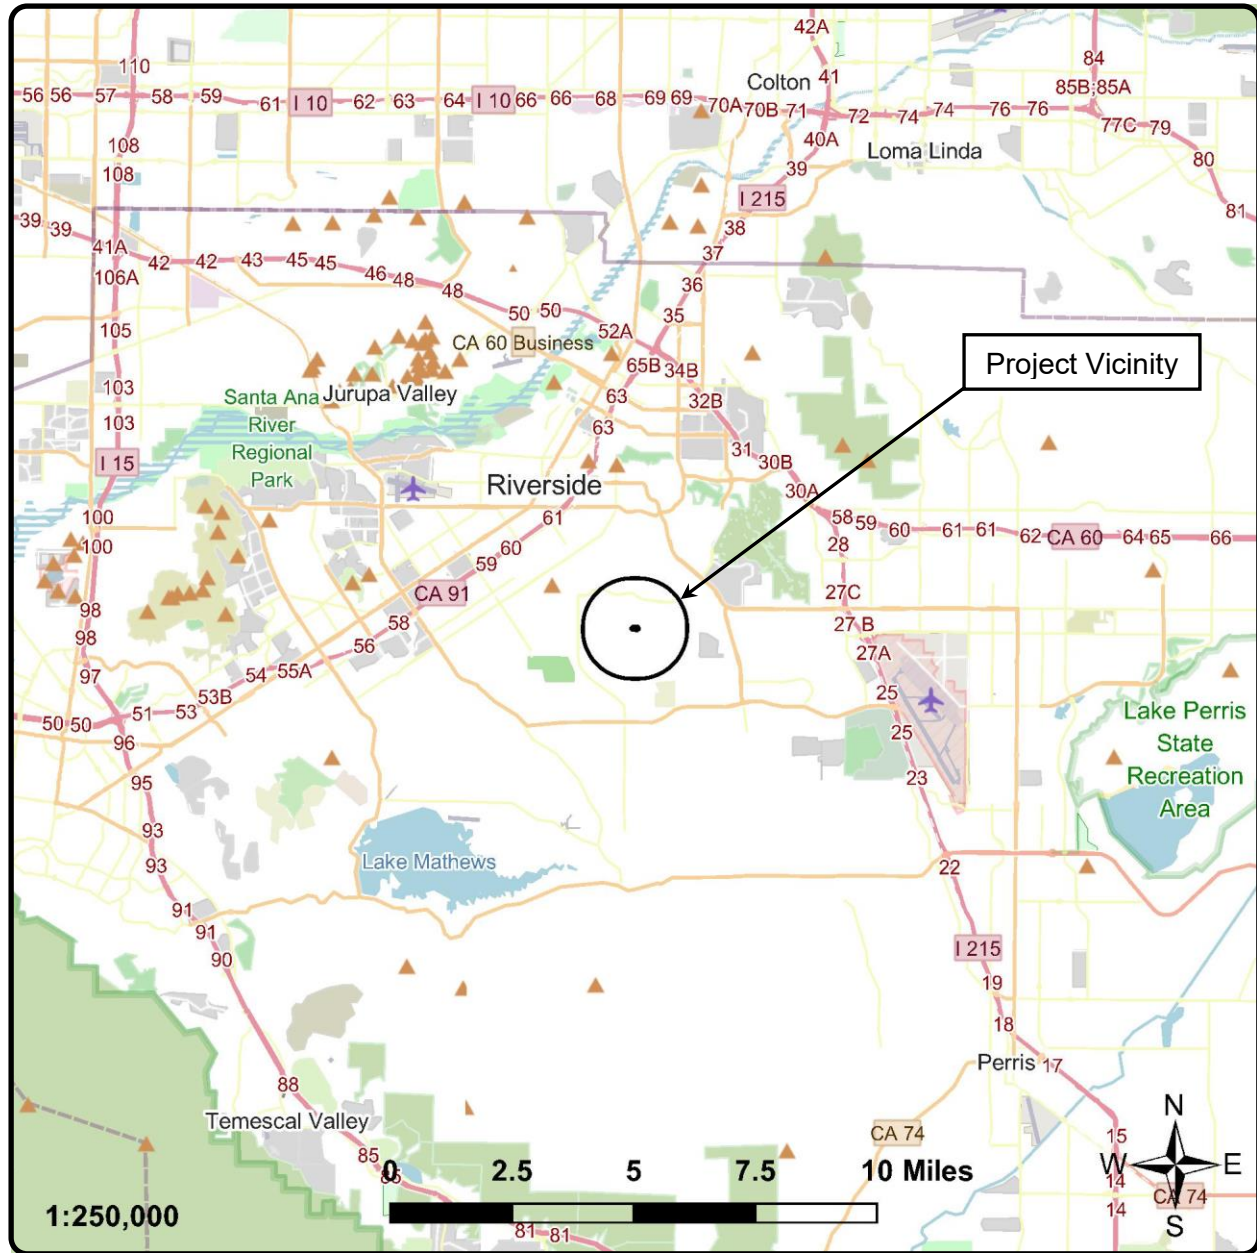 42A
110
84
Colton
41
85B;85A
56 56 57 58 59 61 I 10 62 63 64 I 10 66 66 68 69 69 70A 70B 71 72 74 74 76 76
77C 79
108
40A
Loma Linda
80
108
39
I 215
81
39 39
38
41A
37
42 42 43 45 45 46 48 48
106A
36
50 50
35
105
52A
CA 60 Business
65B 34B
Project Vicinity
103
Jurupa Valley
63
32B
Santa Ana
River
Regional
Park
103
63
31
30B
I 15
Riverside
30A
100
61
58 59 60 61 61 62 CA 60 64 65 66
100
60
28
59
98
CA 91
27C
98
58
27 B
56
27A
97
54 55A
25
53B
50 50 51 53
Lake Perris
State
Recreation
Area
96
25
95
23
93
Lake Mathews
93
22
91
91
I 215
90
19
18
Perris 17
88
Temescal Valley
CA 74
15
N
85
W E
85
14
CA 74
14
S
0 2.5 5 7.5 10 Miles
1:250,000
81 81